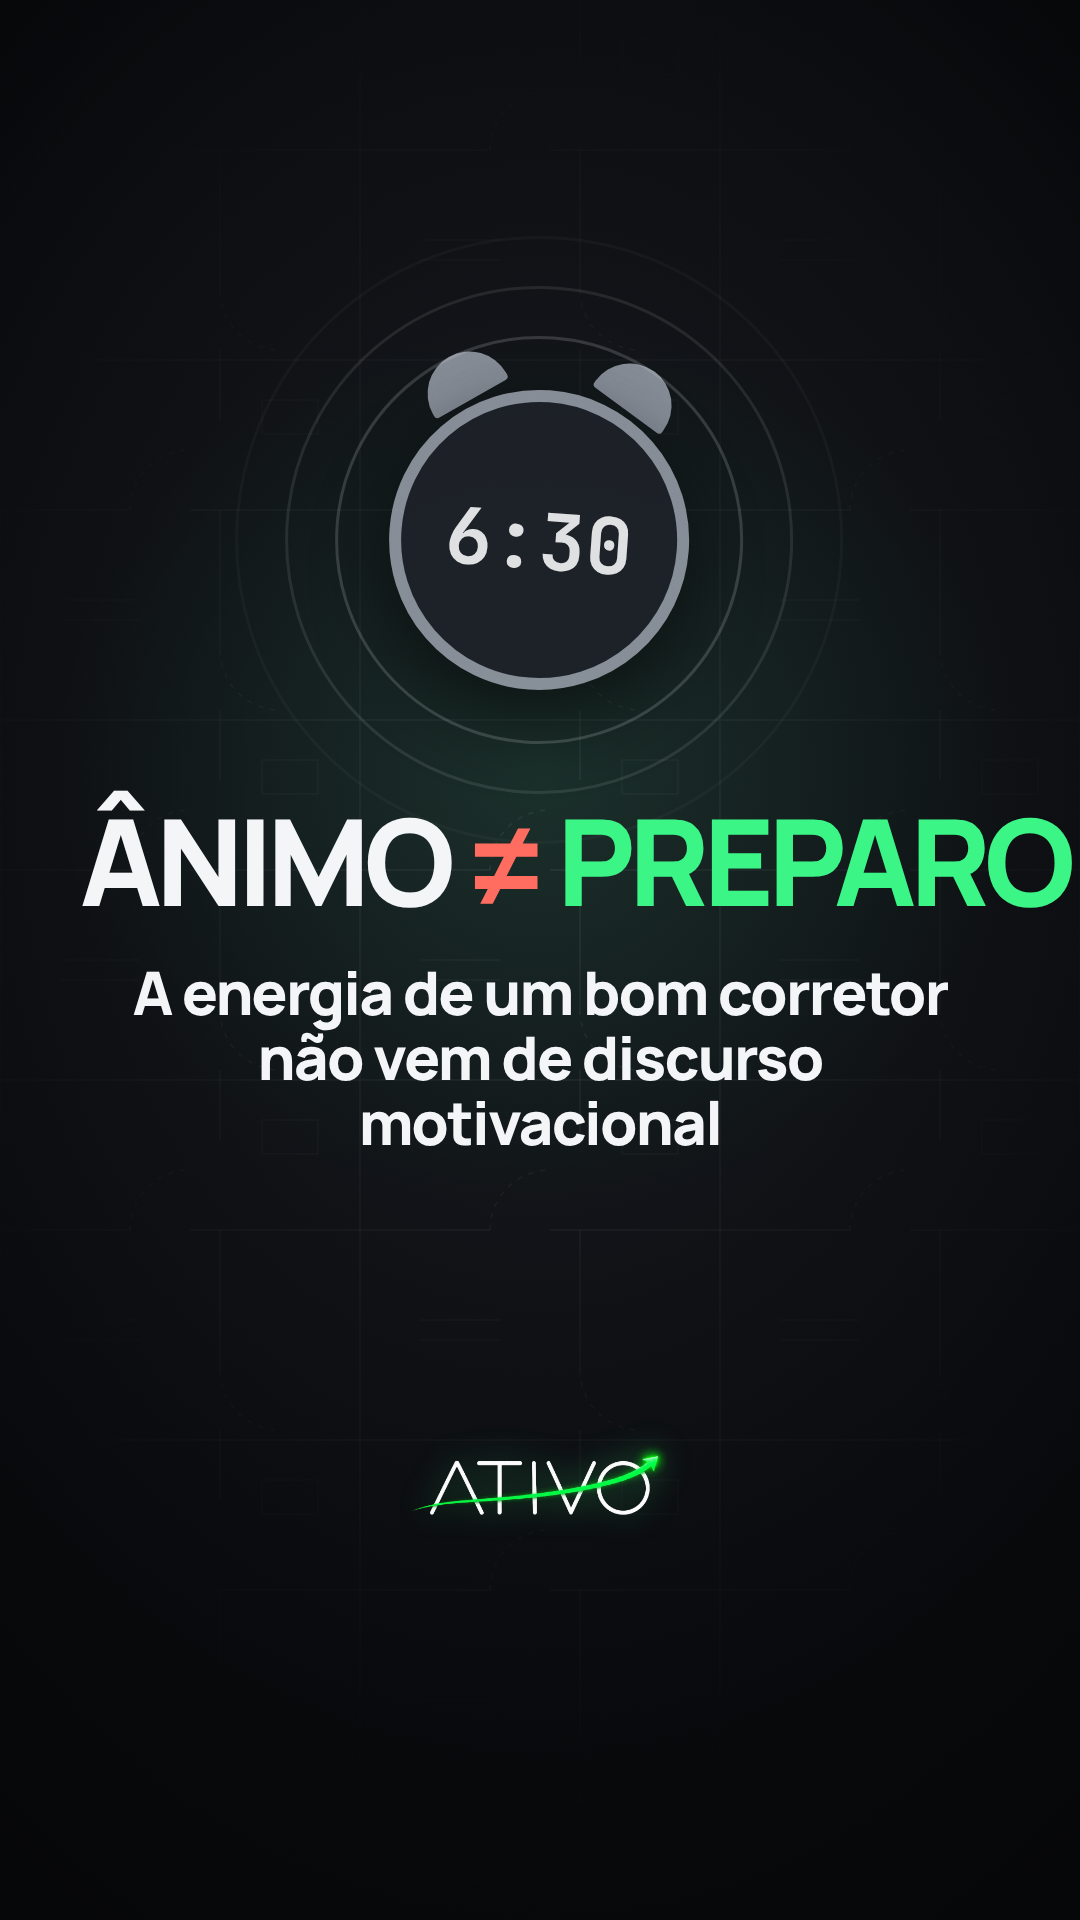 6:30
ÂNIMO ≠ PREPARO
A energia de um bom corretor
não vem de discurso
motivacional
ATIVO